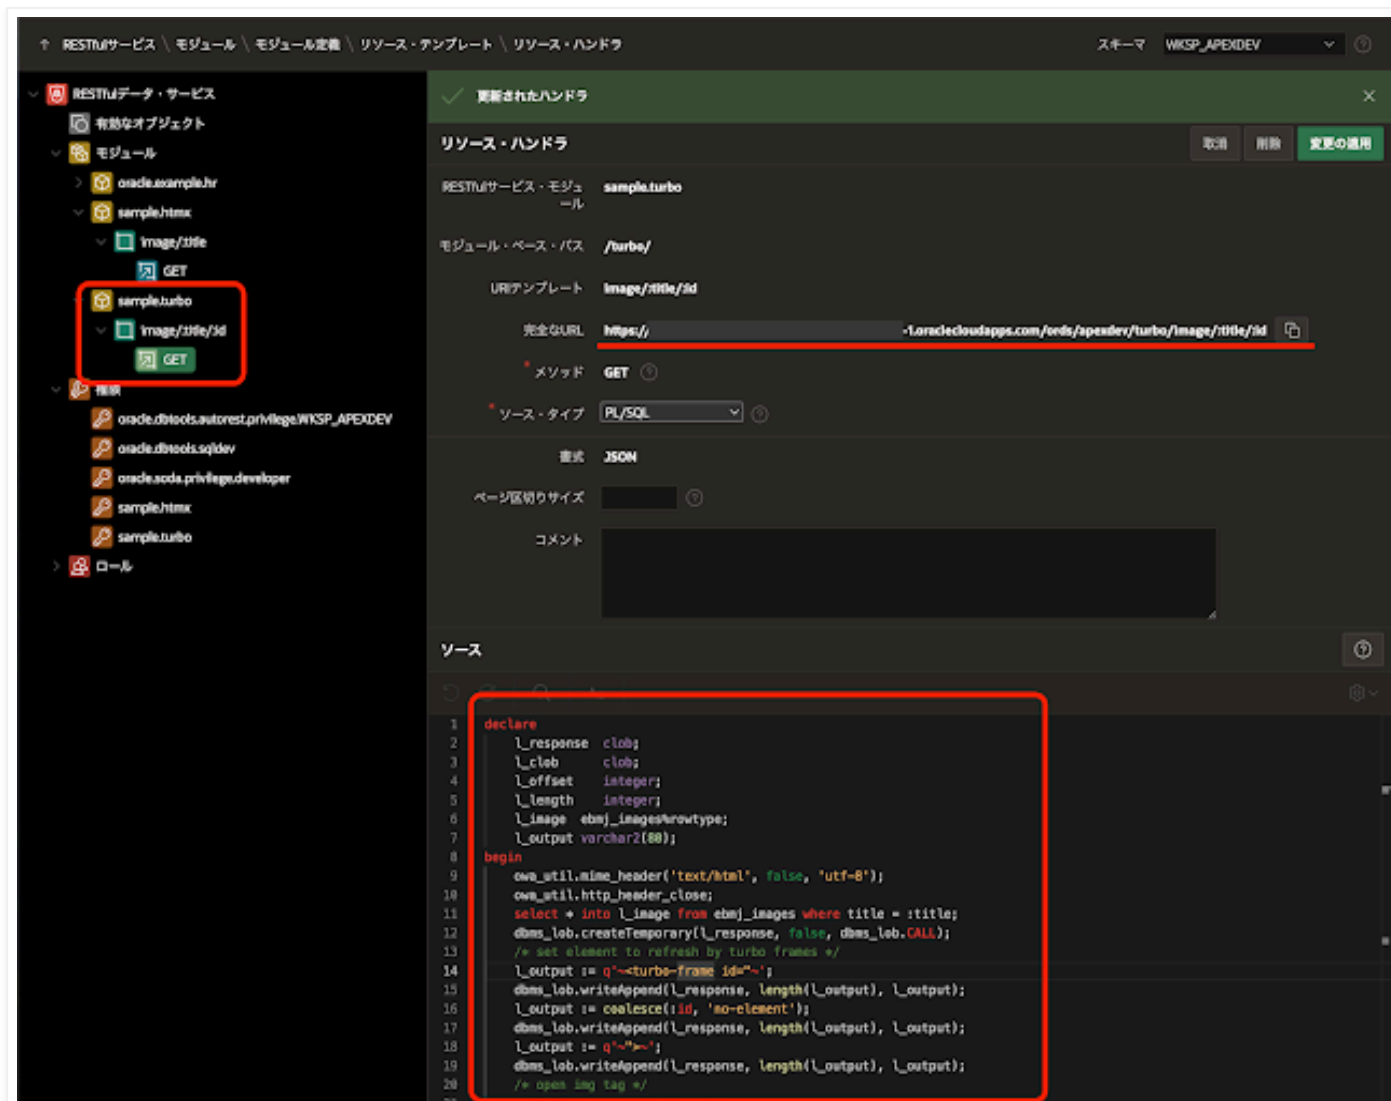 ↑ RESTfulサービス \ モジュール \ モジュール定義 \ リソース・テンプレート \ リソース・ハンドラ
スキーマ WKSP_APEXDEV
RESTfulデータ・サービス
有効なオブジェクト
モジュール
oracle.example.hr
sample.htmx
image/:title
GET
sample.turbo
image/:title/:id
GET
権限
oracle.dbtools.autorest.privilege.WKSP_APEXDEV
oracle.dbtools.sqldev
oracle.soda.privilege.developer
sample.htmx
sample.turbo
ロール
更新されたハンドラ
リソース・ハンドラ
取消 削除 変更の適用
RESTfulサービス・モジュ
ール
sample.turbo
モジュール・ベース・パス /turbo/
URIテンプレート image/:title/:id
完全なURL https:// -1.oraclecloudapps.com/ords/apexdev/turbo/image/:title/:id
* メソッド GET
* ソース・タイプ PL/SQL
書式 JSON
ページ区切りサイズ
コメント
ソース
1 declare
2 l_response clob;
3 l_clob clob;
4 l_offset integer;
5 l_length integer;
6 l_image ebmj_images%rowtype;
7 l_output varchar2(80);
8 begin
9 owa_util.mime_header('text/html', false, 'utf-8');
10 owa_util.http_header_close;
11 select * into l_image from ebmj_images where title = :title;
12 dbms_lob.createTemporary(l_response, false, dbms_lob.CALL);
13 /* set element to refresh by turbo frames */
14 l_output := q'~<turbo-frame id="~';
15 dbms_lob.writeAppend(l_response, length(l_output), l_output);
16 l_output := coalesce(:id, 'no-element');
17 dbms_lob.writeAppend(l_response, length(l_output), l_output);
18 l_output := q'~">~';
19 dbms_lob.writeAppend(l_response, length(l_output), l_output);
20 /* open img tag */